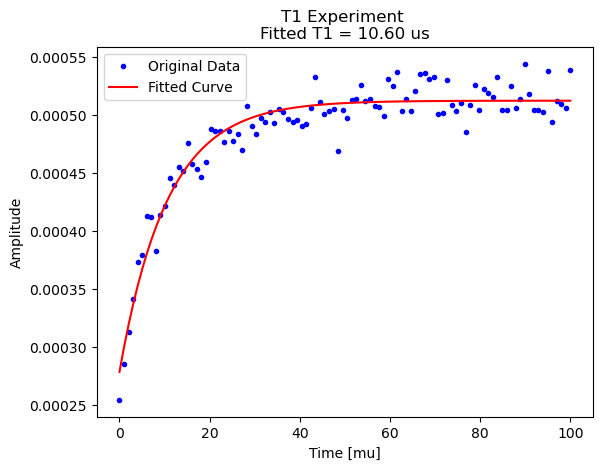 T1 Experiment
Fitted T1 = 10.60 us
Original Data
Fitted Curve
0.00055
0.00050
0.00045
0.00040
0.00035
0.00030
0.00025
Amplitude
0
20
40
60
80
100
Time [mu]